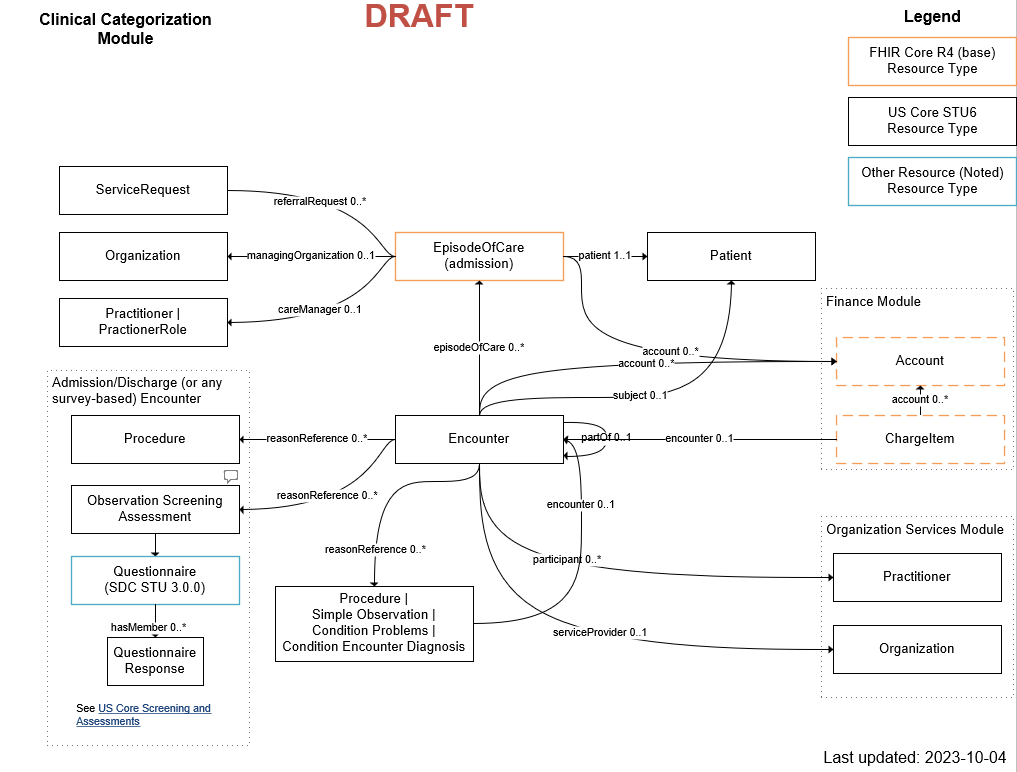 Clinical Categorization
Module
DRAFT
Legend
FHIR Core R4 (base)
Resource Type
US Core STU6
Resource Type
Other Resource (Noted)
Resource Type
ServiceRequest
referralRequest 0..*
Organization
managingOrganization 0..1
EpisodeOfCare
(admission)
patient 1..1
Patient
Practitioner |
PractionerRole
careManager 0..1
Finance Module
episodeOfCare 0..*
account 0..*
account 0..*
Account
subject 0..1
account 0..*
Admission/Discharge (or any
survey-based) Encounter
Procedure
reasonReference 0..*
Encounter
partOf 0..1
encounter 0..1
ChargeItem
Observation Screening
Assessment
reasonReference 0..*
encounter 0..1
Organization Services Module
reasonReference 0..*
participant 0..*
Practitioner
Questionnaire
(SDC STU 3.0.0)
hasMember 0..*
Questionnaire
Response
Procedure |
Simple Observation |
Condition Problems |
Condition Encounter Diagnosis
serviceProvider 0..1
Organization
See US Core Screening and
Assessments
Last updated: 2023-10-04